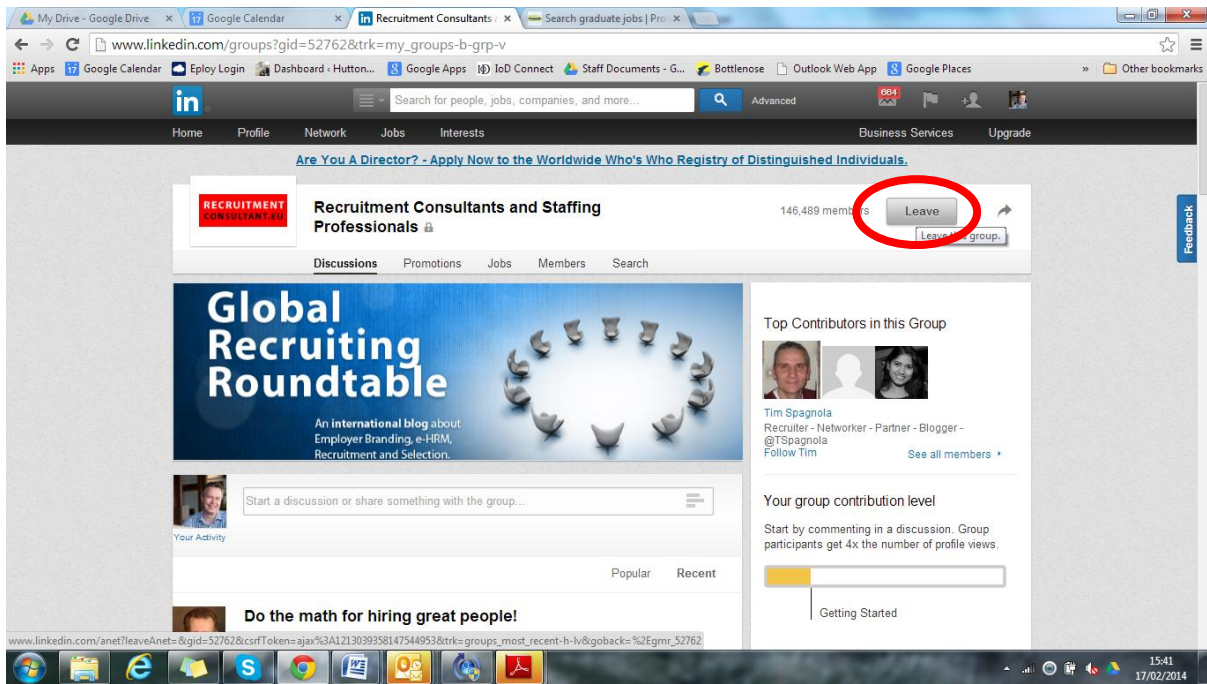 My Drive - Google Drive
Google Calendar
Recruitment Consultants
Search graduate jobs | Pro
www.linkedin.com/groups?gid=52762&trk=my_groups-b-grp-v
Apps
17 Google Calendar
Eploy Login
Dashboard ‹ Hutton...
Google Apps
IoD Connect
Staff Documents - G...
Bottlenose
Outlook Web App
Google Places
»
Other bookmarks
in
Search for people, jobs, companies, and more...
Advanced
664
Home Profile Network Jobs Interests
Business Services Upgrade
Are You A Director? - Apply Now to the Worldwide Who's Who Registry of Distinguished Individuals.
RECRUITMENT
CONSULTANT.EU
Recruitment Consultants and Staffing
Professionals
146,489 members
Leave
Leave this group.
Feedback
Discussions Promotions Jobs Members Search
Global
Recruiting
Roundtable
An international blog about
Employer Branding, e-HRM,
Recruitment and Selection.
Top Contributors in this Group
Tim Spagnola
Recruiter - Networker - Partner - Blogger -
@TSpagnola
Follow Tim
See all members
Start a discussion or share something with the group...
Your Activity
Your group contribution level
Start by commenting in a discussion. Group
participants get 4x the number of profile views.
Getting Started
Popular Recent
Do the math for hiring great people!
www.linkedin.com/anet?leaveAnet=&gid=52762&csrfToken=ajax%3A1213039358147544953&trk=groups_most_recent-h-lv&goback=%2Egmr_52762
15:41
17/02/2014